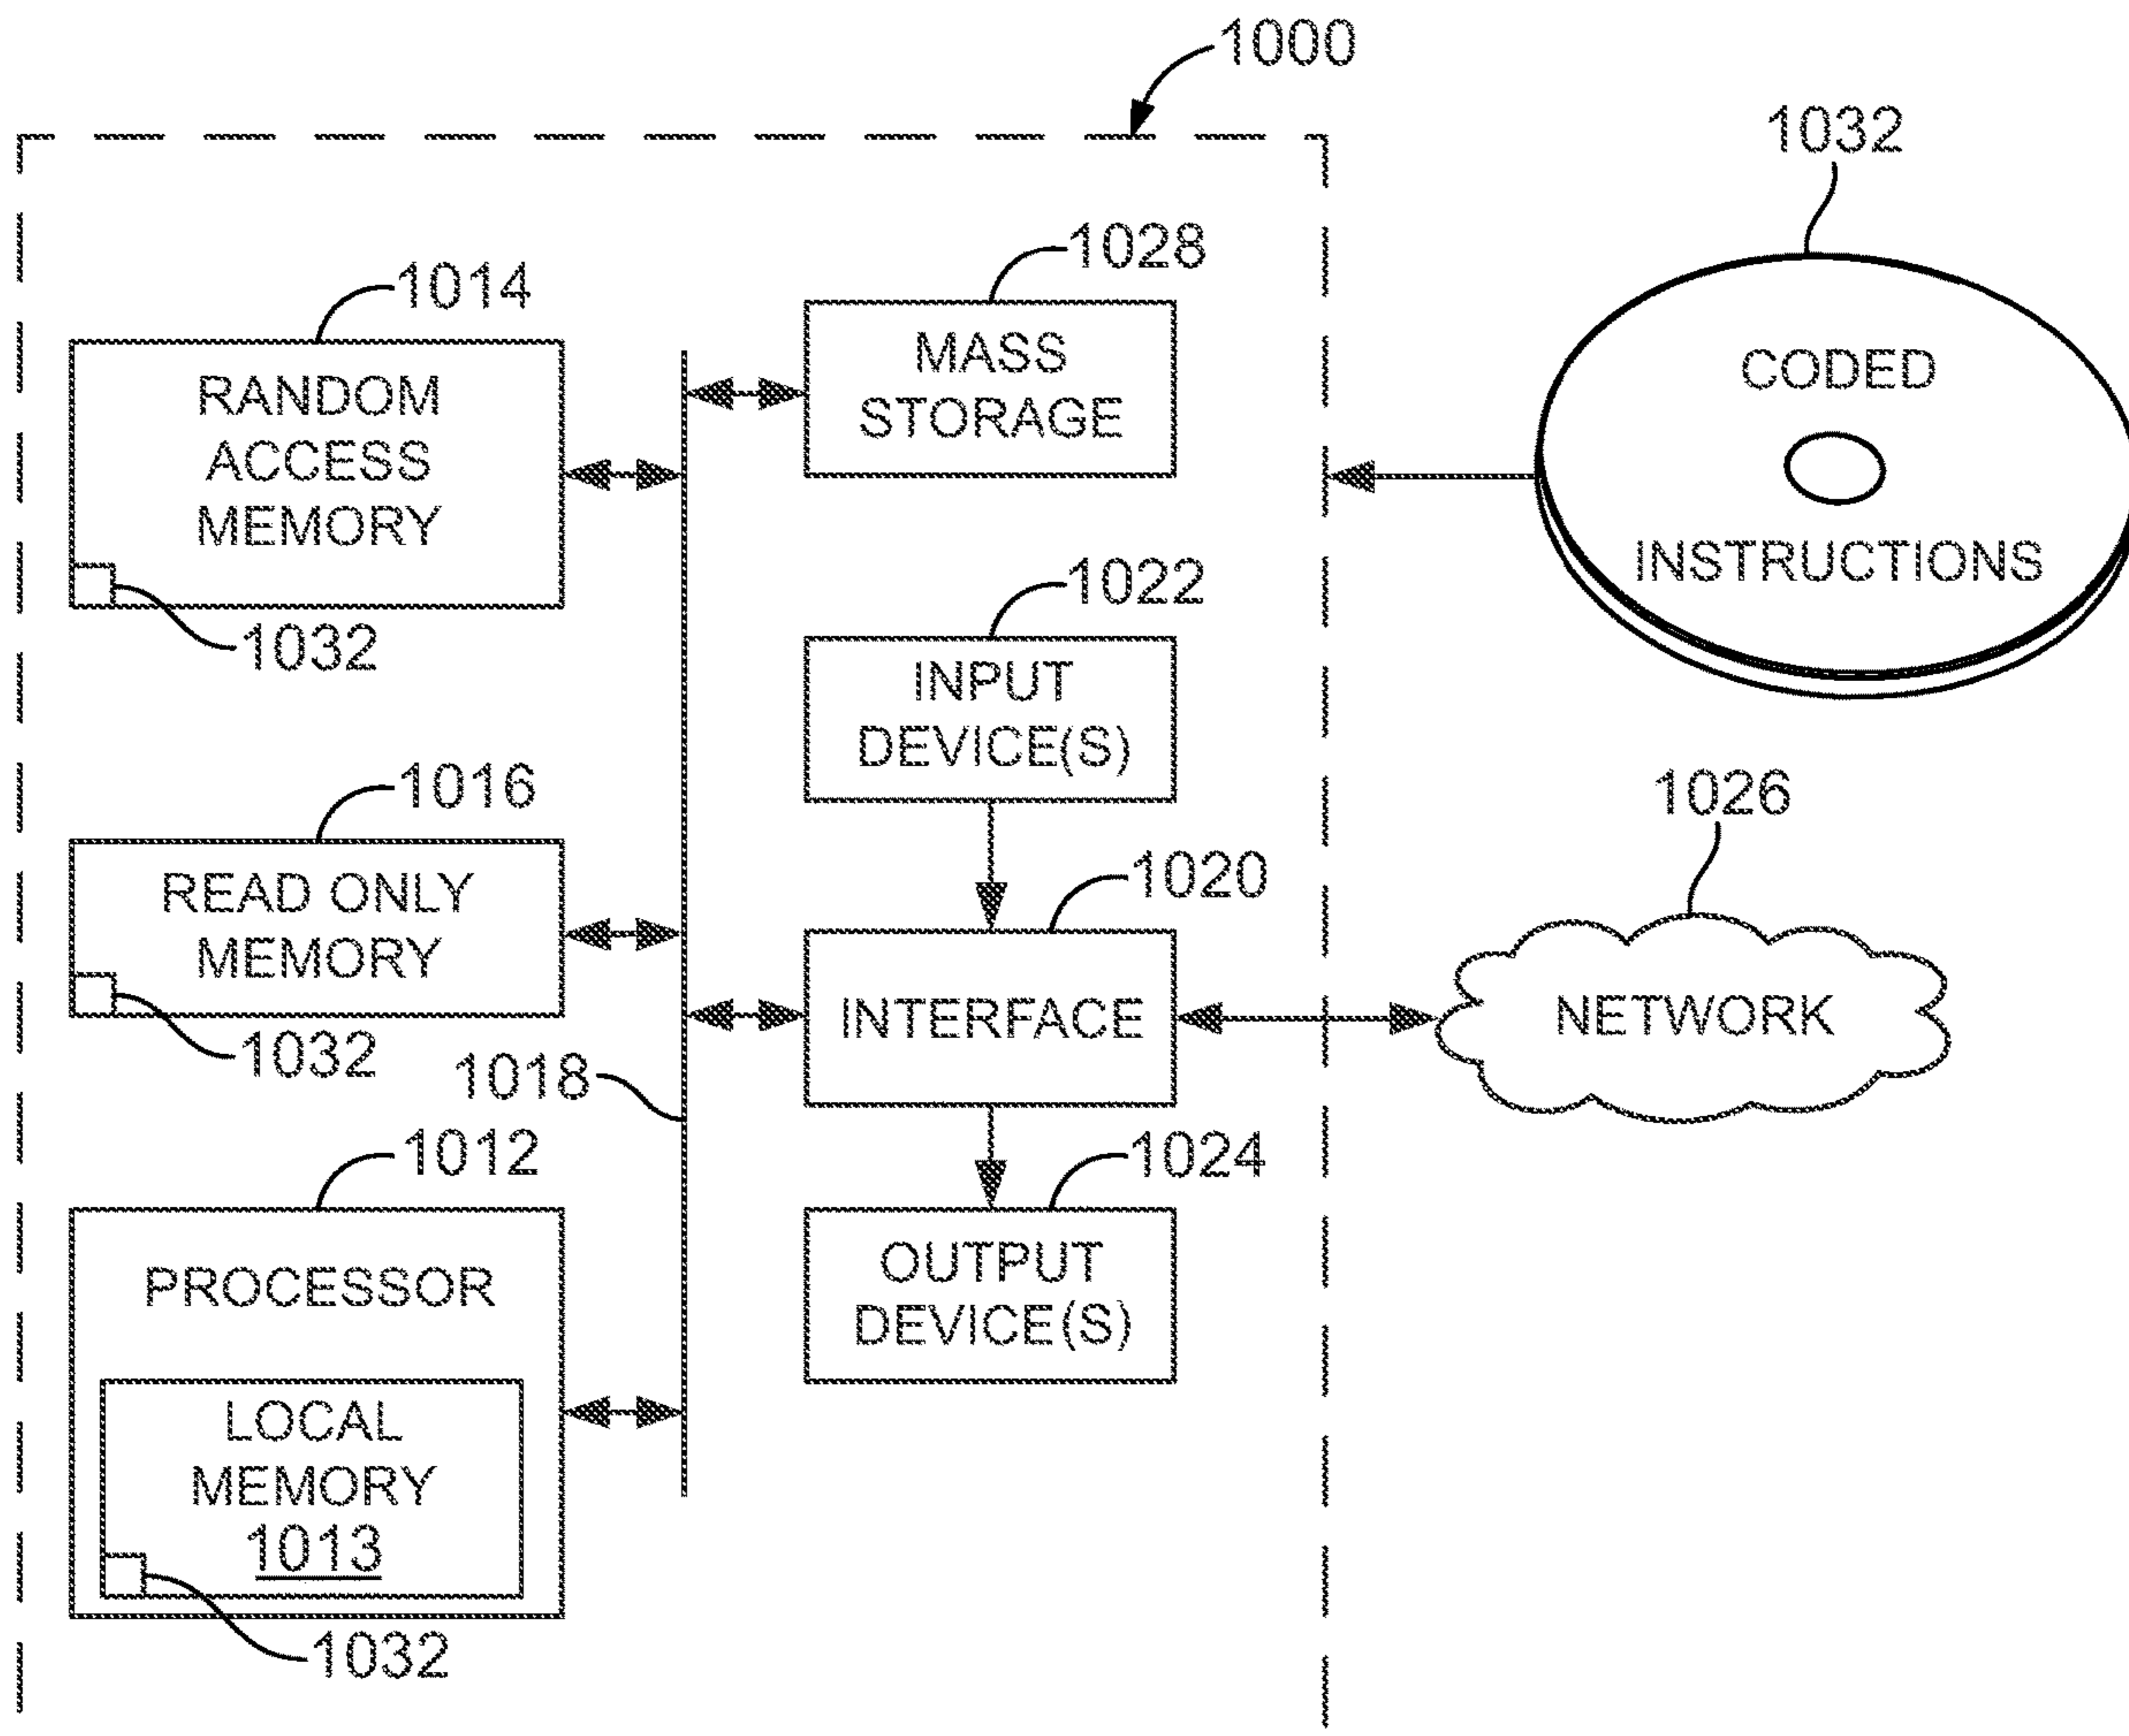 1000
1032
CODED
INSTRUCTIONS
1014
RANDOM
ACCESS
MEMORY
1032
1028
MASS
STORAGE
1022
INPUT
DEVICE(S)
1016
READ ONLY
MEMORY
1032
1018
1020
INTERFACE
1026
NETWORK
1012
PROCESSOR
LOCAL
MEMORY
1013
1032
1024
OUTPUT
DEVICE(S)